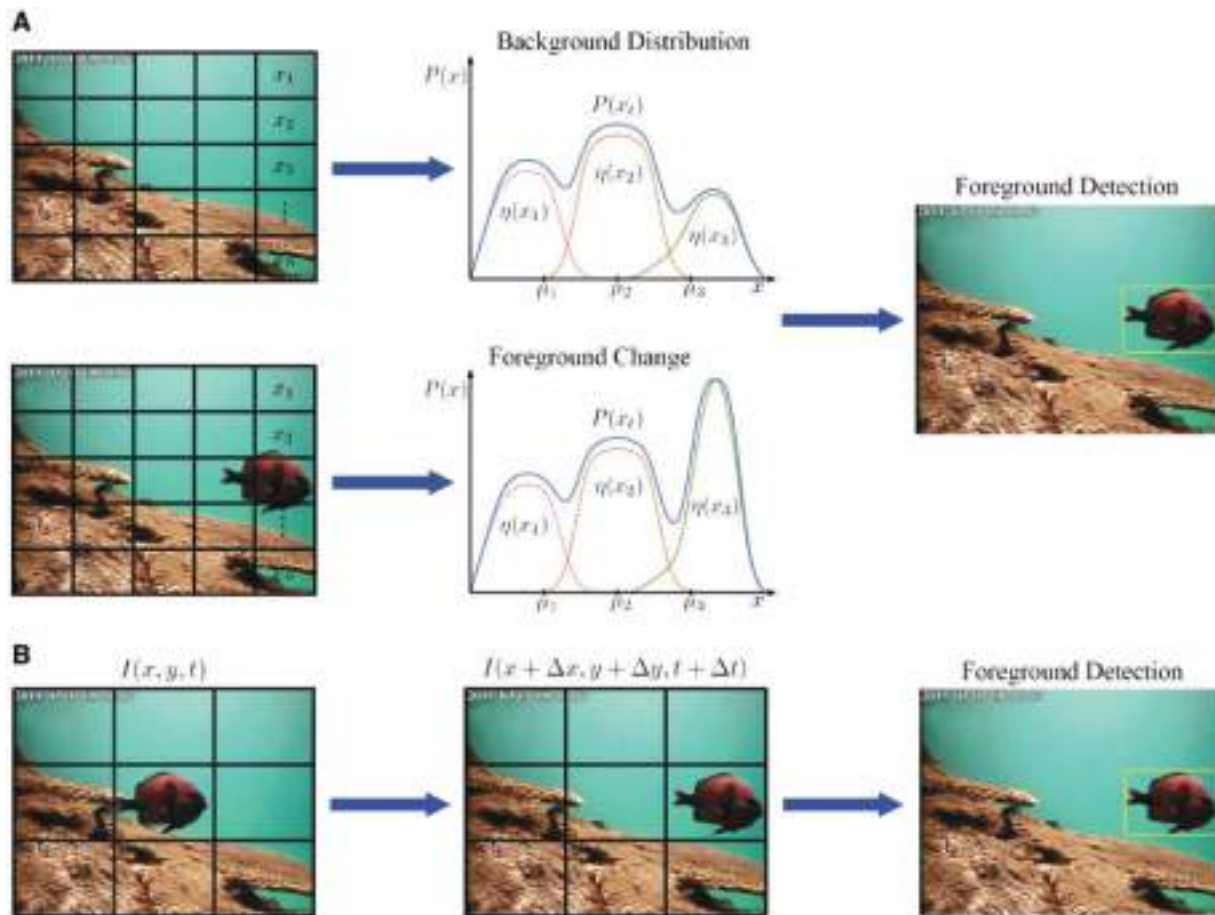 A
Background Distribution
x₁
x₂
x₃
P(x)
P(xₜ)
η(x₁)
η(x₂)
η(x₃)
μ₁
μ₂
μ₃
x
Foreground Detection
Foreground Change
x₁
x₂
P(x)
P(xₜ)
η(x₁)
η(x₂)
η(x₃)
μ₁
μ₂
μ₃
x
B
I(x, y, t)
I(x + Δx, y + Δy, t + Δt)
Foreground Detection